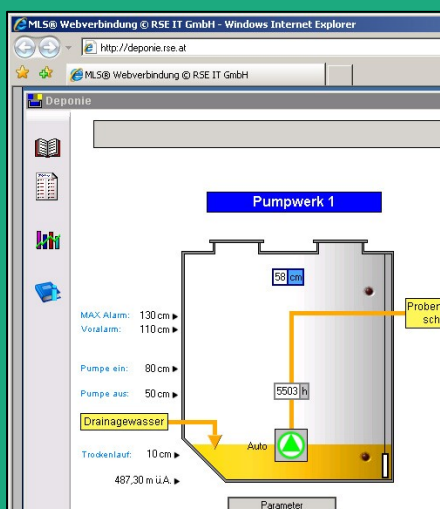 MLS® Webverbindung © RSE IT GmbH - Windows Internet Explorer
http://deponie.rse.at
MLS® Webverbindung © RSE IT GmbH
Deponie
Pumpwerk 1
58 cm
MAX Alarm: 130 cm
Voralarm: 110 cm
Proben
sch
Pumpe ein: 80 cm
Pumpe aus: 50 cm
5503 h
Drainagewasser
Auto
Trockenlauf: 10 cm
487,30 m ü.A.
Parameter